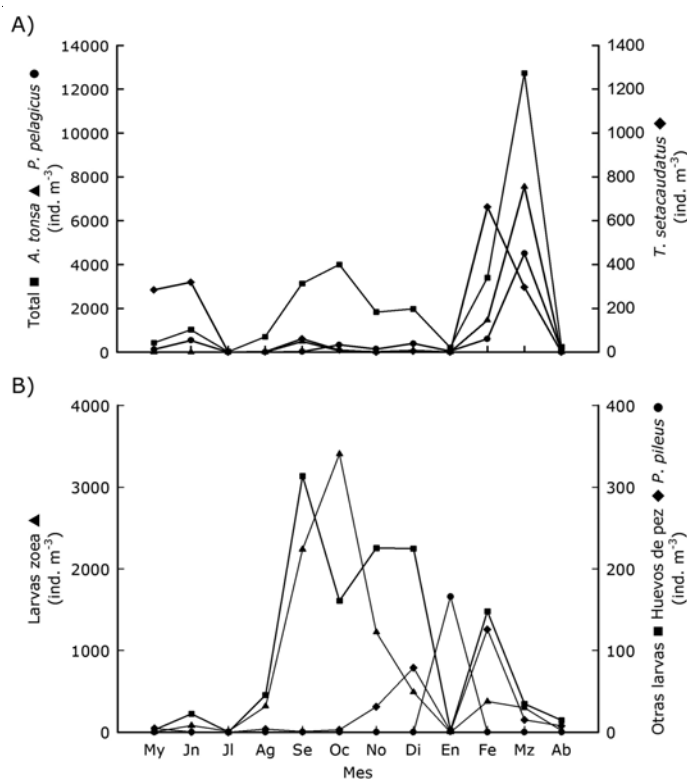 A)
14000
12000
10000
8000
6000
4000
2000
0
Total ■ A. tonsa ▲ P. pelagicus ●
(ind. m-3)
1400
1200
1000
800
600
400
200
0
T. setacaudatus ◆
(ind. m-3)
B)
4000
3000
2000
1000
0
Larvas zoea ▲
(ind. m-3)
400
300
200
100
0
Otras larvas ■ Huevos de pez ◆ P. pileus ●
(ind. m-3)
My Jn Jl Ag Se Oc No Di En Fe Mz Ab
Mes